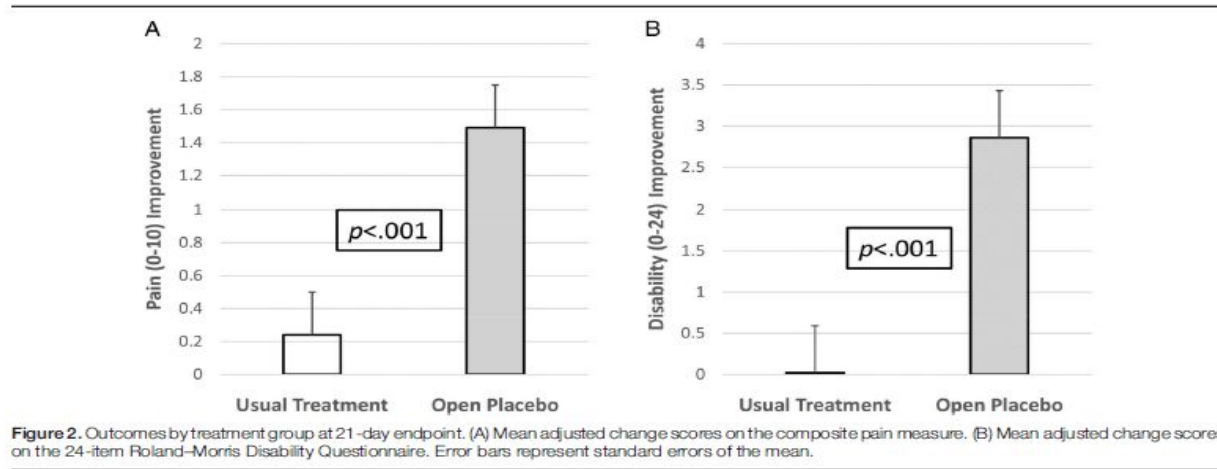 A
2
1.8
1.6
1.4
1.2
1
0.8
0.6
0.4
0.2
0
Pain (0-10) Improvement
p<.001
Usual Treatment
Open Placebo
B
4
3.5
3
2.5
2
1.5
1
0.5
0
Disability (0-24) Improvement
p<.001
Usual Treatment
Open Placebo
Figure 2. Outcomes by treatment group at 21-day endpoint. (A) Mean adjusted change scores on the composite pain measure. (B) Mean adjusted change score
on the 24-item Roland–Morris Disability Questionnaire. Error bars represent standard errors of the mean.